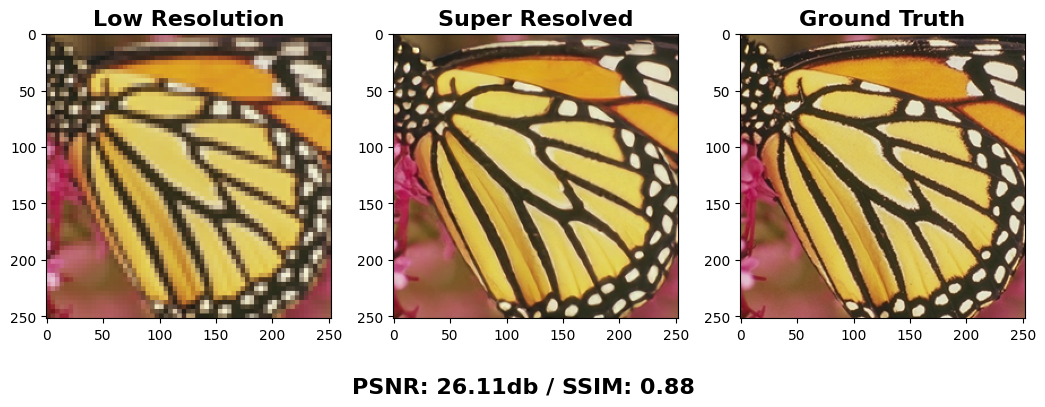 Low Resolution Super Resolved Ground Truth
0 0 0
50 50 50
100 100 100
150 150 150
200 200 200
250 250 250
0 50 100 150 200 250 0 50 100 150 200 250 0 50 100 150 200 250
PSNR: 26.11db / SSIM: 0.88